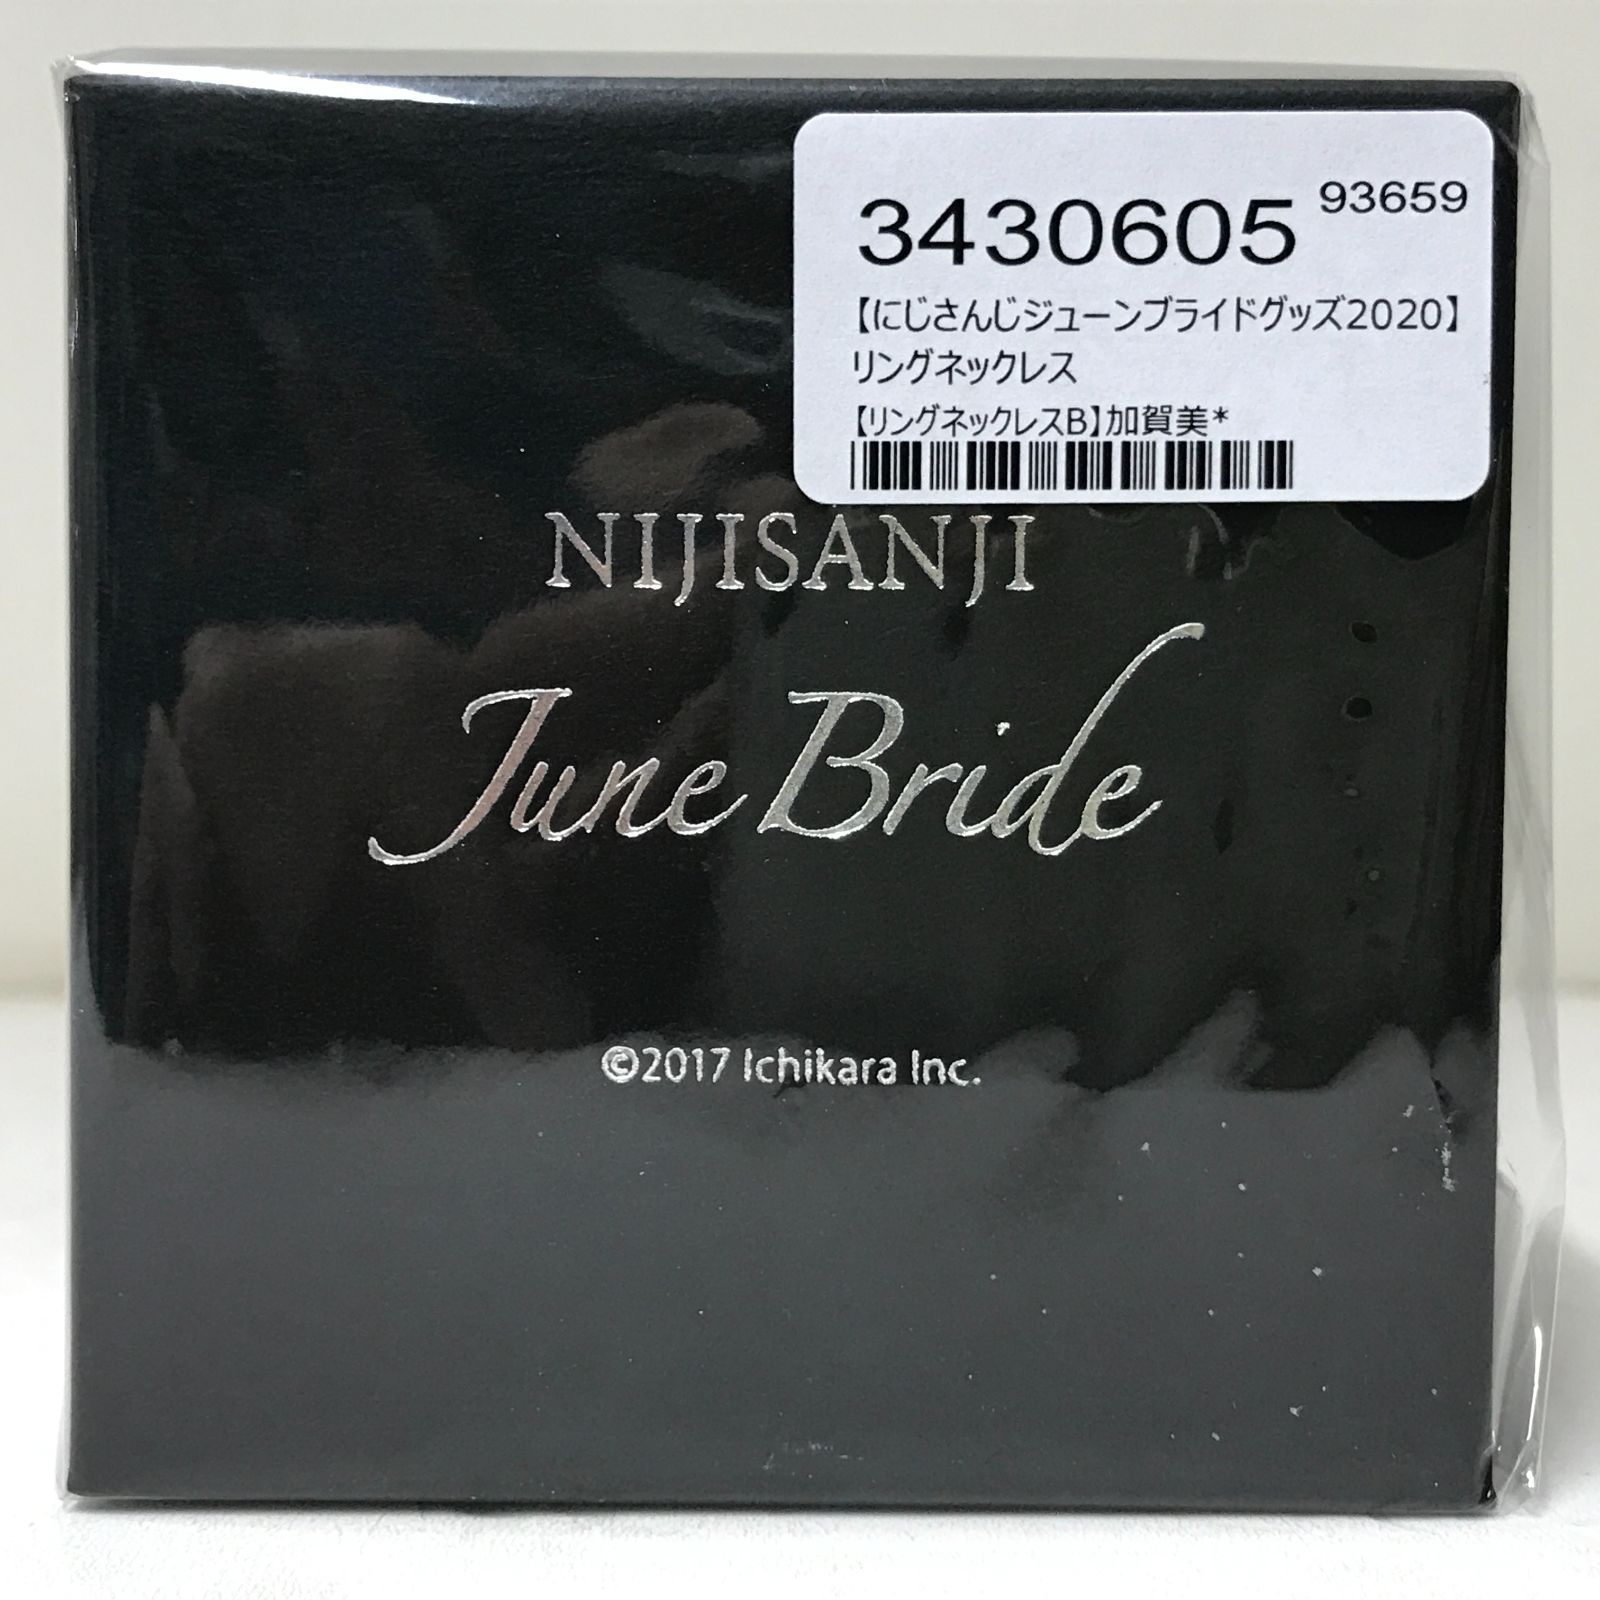 3430605 93659
【にじさんじジューンブライドグッズ2020】
リングネックレス
【リングネックレスB】加賀美*
NIJISANJI
June Bride
©2017 Ichikara Inc.